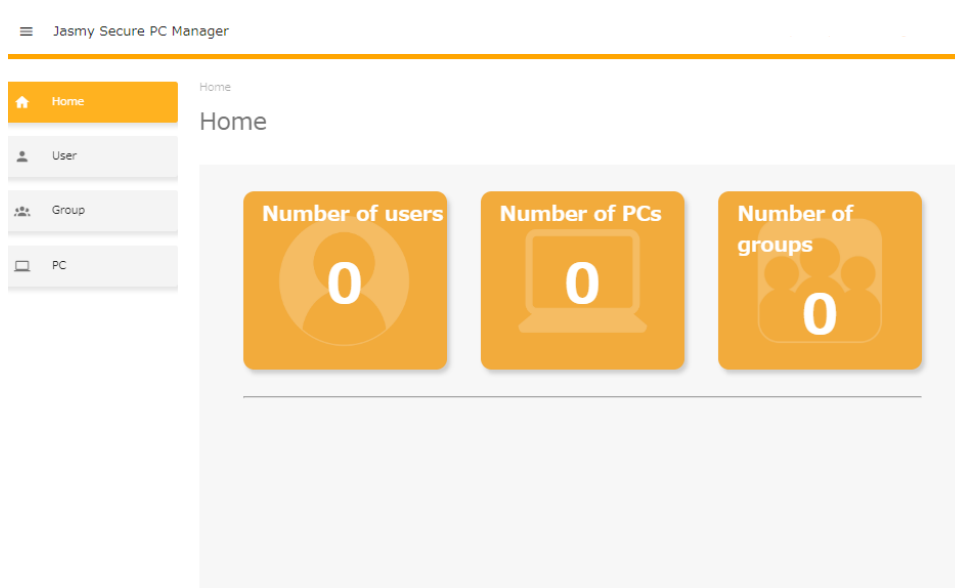 Jasmy Secure PC Manager
Home
User
Group
PC
Home
Home
Number of users
0
Number of PCs
0
Number of
groups
0